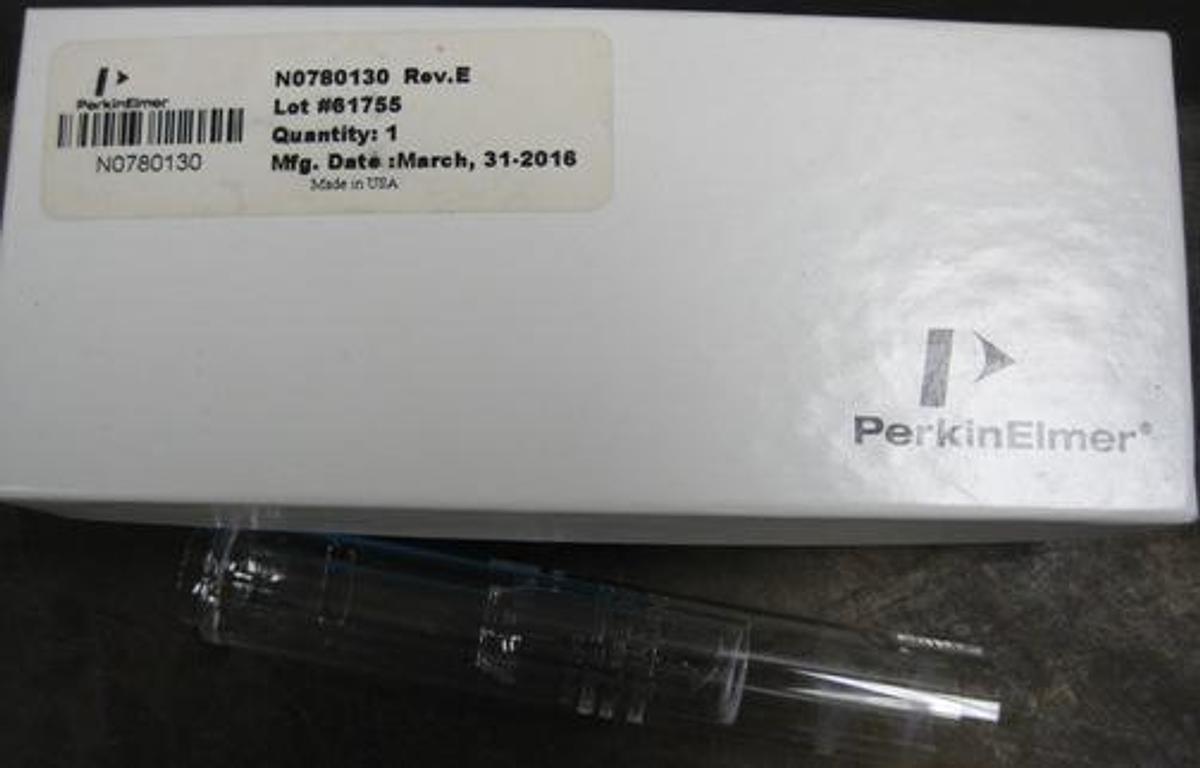 PerkinElmer
N0780130
N0780130 Rev.E
Lot #61755
Quantity: 1
Mfg. Date :March, 31-2016
Made in USA
PerkinElmer®